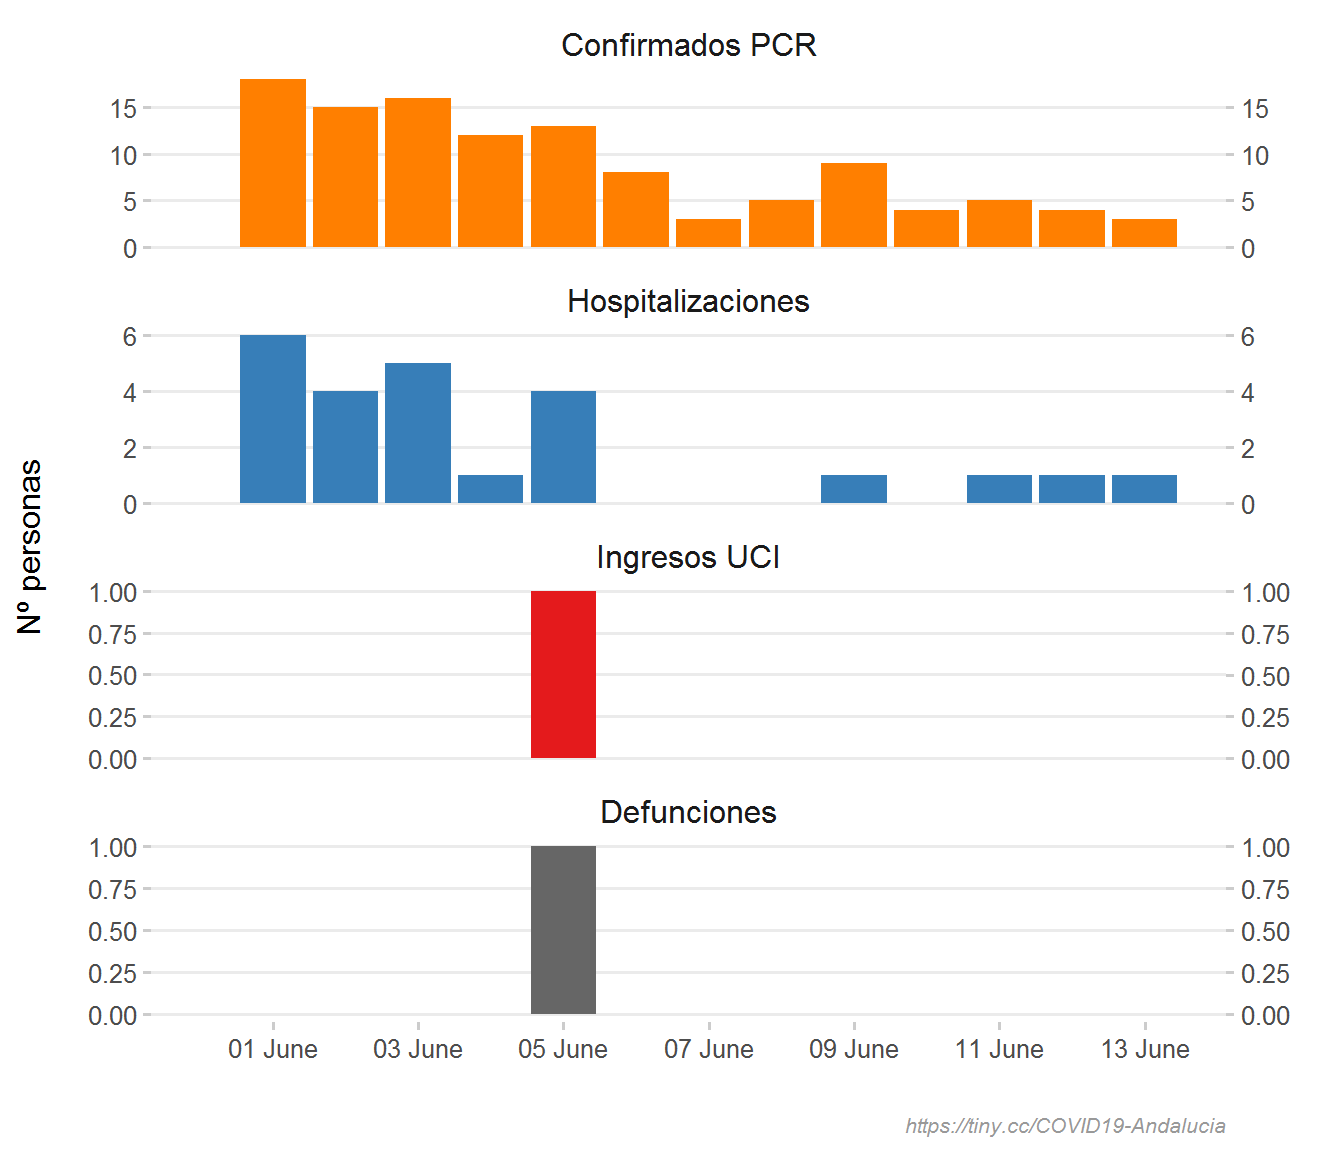 Confirmados PCR
15 15
10 10
5 5
0 0
Hospitalizaciones
6 6
4 4
2 2
0 0
Nº personas
Ingresos UCI
1.00 1.00
0.75 0.75
0.50 0.50
0.25 0.25
0.00 0.00
Defunciones
1.00 1.00
0.75 0.75
0.50 0.50
0.25 0.25
0.00 0.00
01 June 03 June 05 June 07 June 09 June 11 June 13 June
https://tiny.cc/COVID19-Andalucia